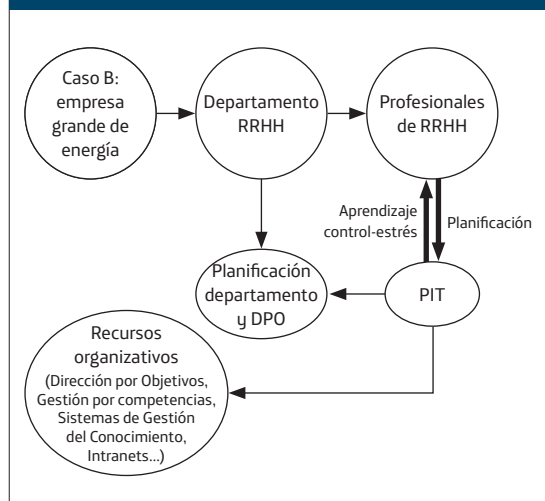 Caso B:
empresa
grande de
energía
Departamento
RRHH
Profesionales
de RRHH
Aprendizaje
control-estrés
Planificación
Planificación
departamento
y DPO
PIT
Recursos
organizativos
(Dirección por Objetivos,
Gestión por competencias,
Sistemas de Gestión
del Conocimiento,
Intranets...)